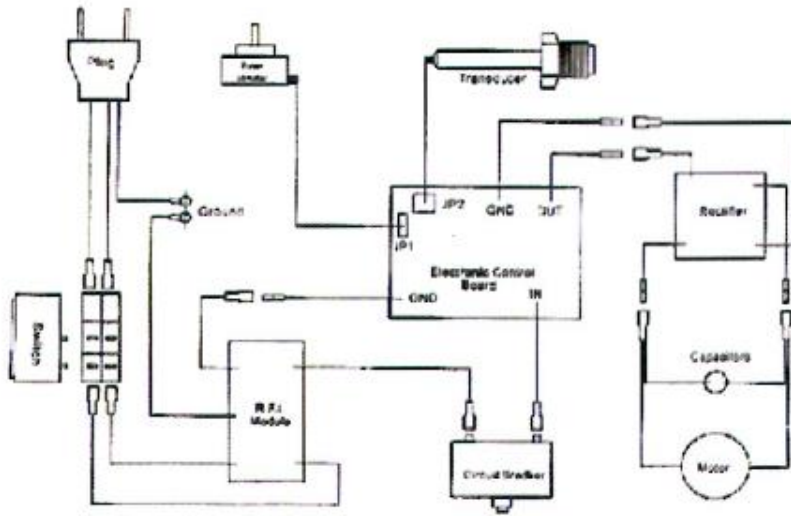 Plug
Transducer
JP2
GND
OUT
Ground
JP1
Rectifier
Electronic Control
Board
GND
IN
Switch
Capacitors
R.F.I.
Module
Circuit Breaker
Motor